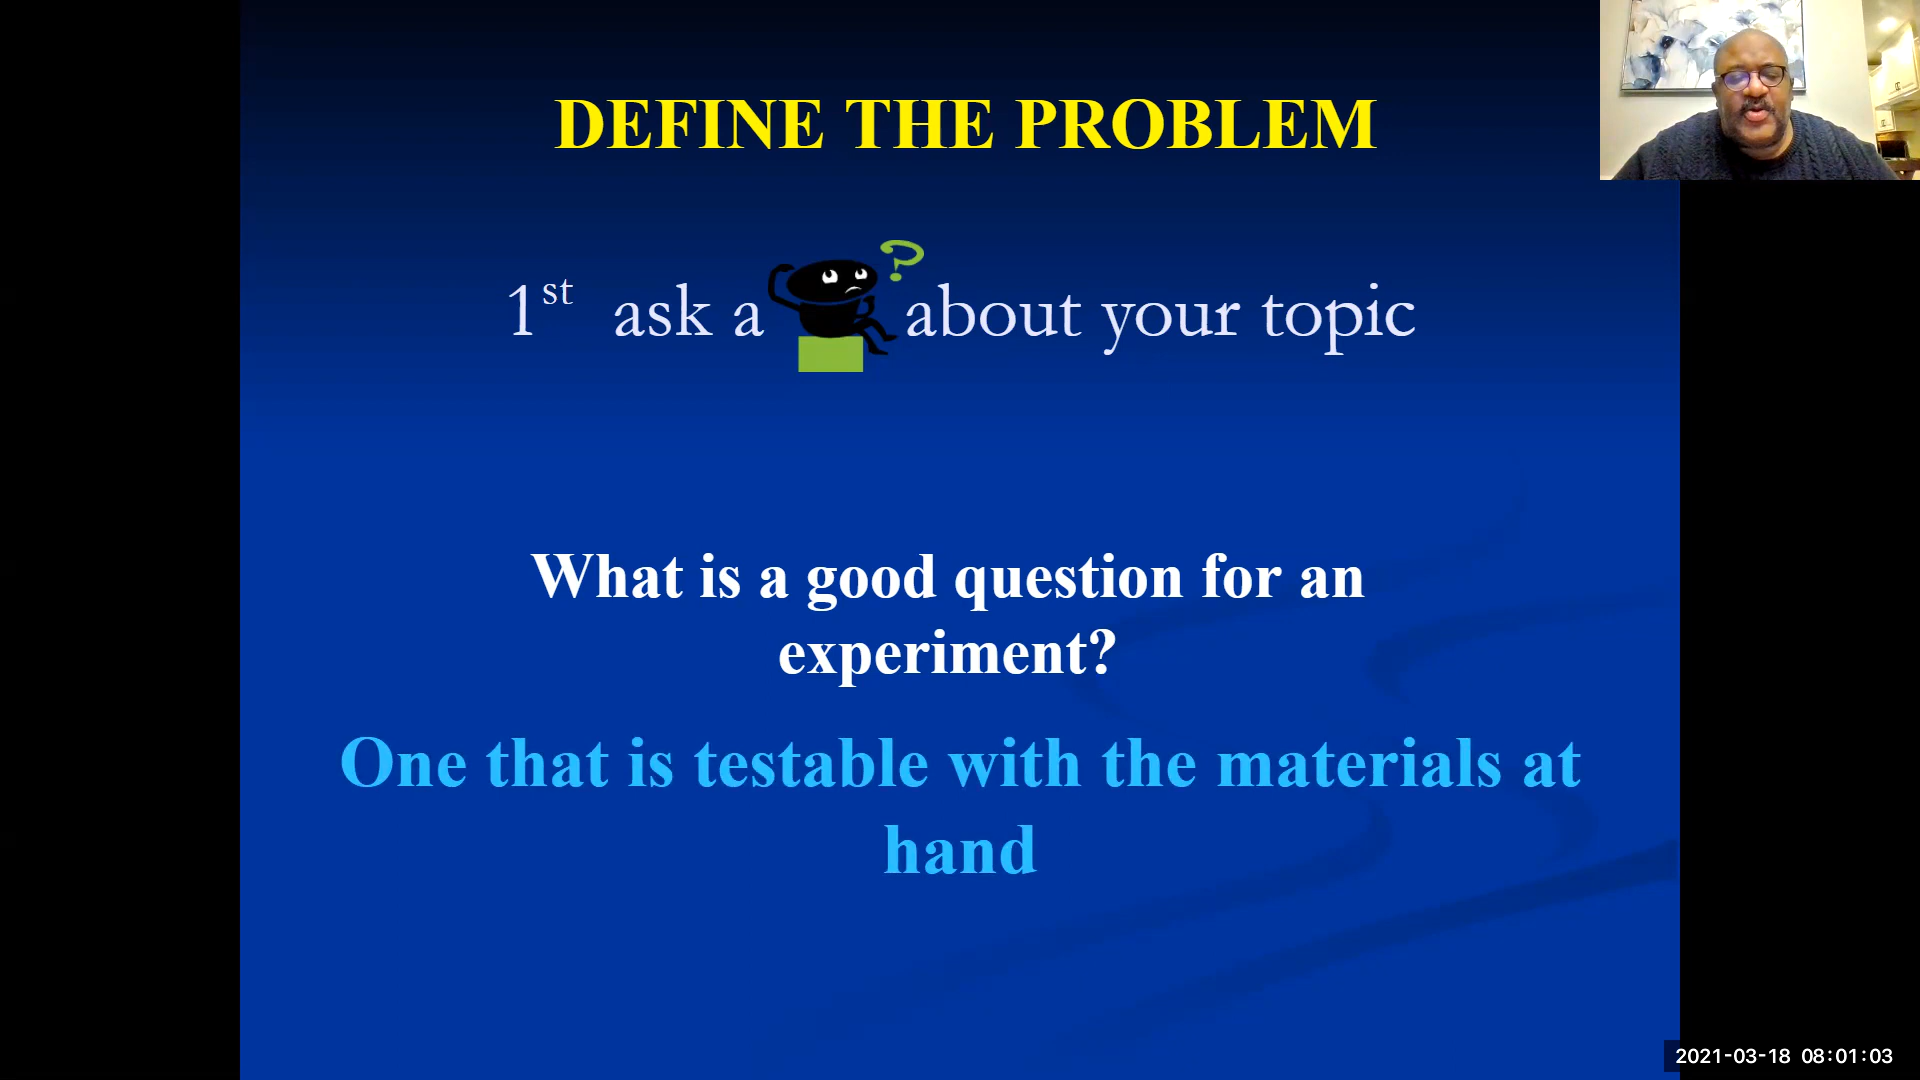 DEFINE THE PROBLEM
1st ask a ? about your topic
What is a good question for an
experiment?
One that is testable with the materials at
hand
2021-03-18 08:01:03